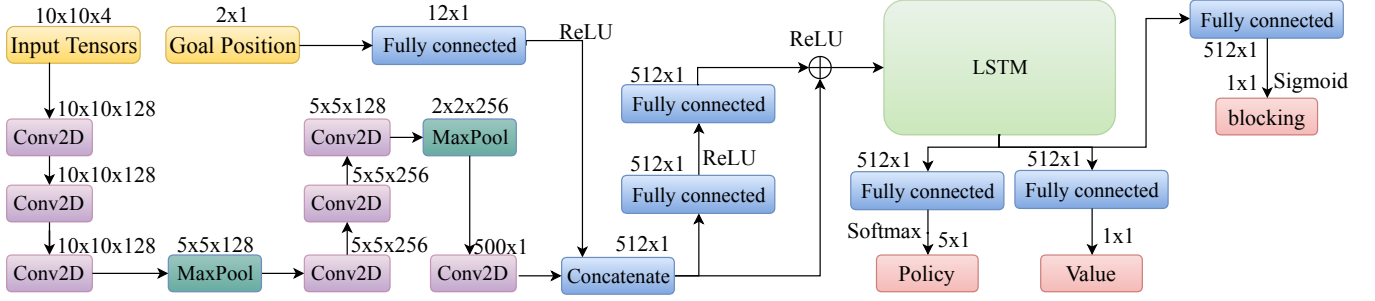 10x10x4
Input Tensors
2x1
Goal Position
12x1
Fully connected
ReLU
10x10x128
Conv2D
10x10x128
Conv2D
10x10x128
Conv2D
5x5x128
MaxPool
5x5x256
Conv2D
5x5x256
Conv2D
5x5x128
Conv2D
2x2x256
MaxPool
500x1
Conv2D
512x1
Concatenate
512x1
Fully connected
ReLU
512x1
Fully connected
ReLU
LSTM
512x1
Fully connected
Softmax
5x1
Policy
512x1
Fully connected
1x1
Value
Fully connected
512x1
1x1
Sigmoid
blocking